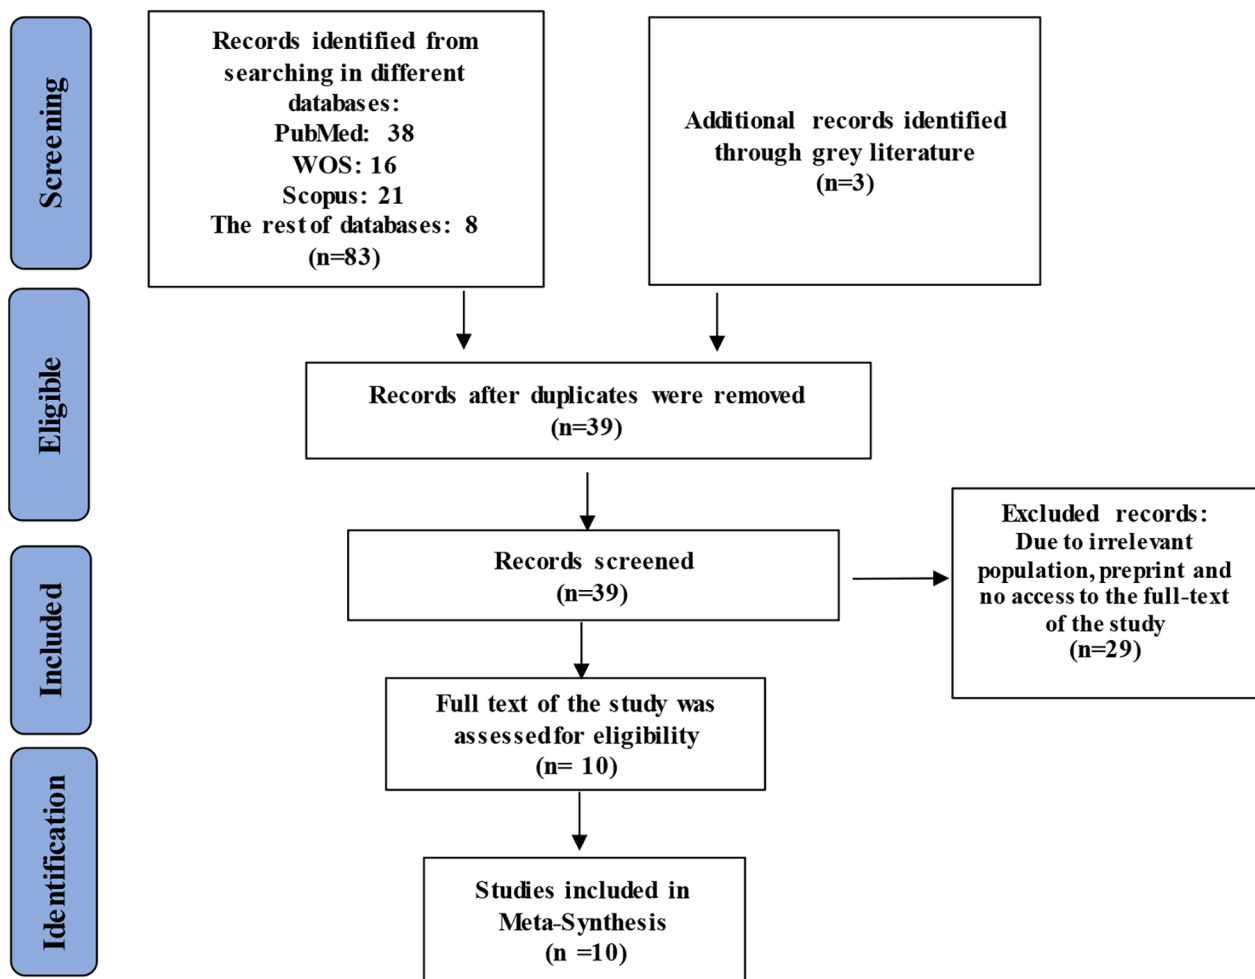 Screening
Records identified from
searching in different
databases:
PubMed: 38
WOS: 16
Scopus: 21
The rest of databases: 8
(n=83)
Additional records identified
through grey literature
(n=3)
Eligible
Records after duplicates were removed
(n=39)
Records screened
(n=39)
Excluded records:
Due to irrelevant
population, preprint and
no access to the full-text
of the study
(n=29)
Included
Full text of the study was
assessed for eligibility
(n= 10)
Identification
Studies included in
Meta-Synthesis
(n =10)